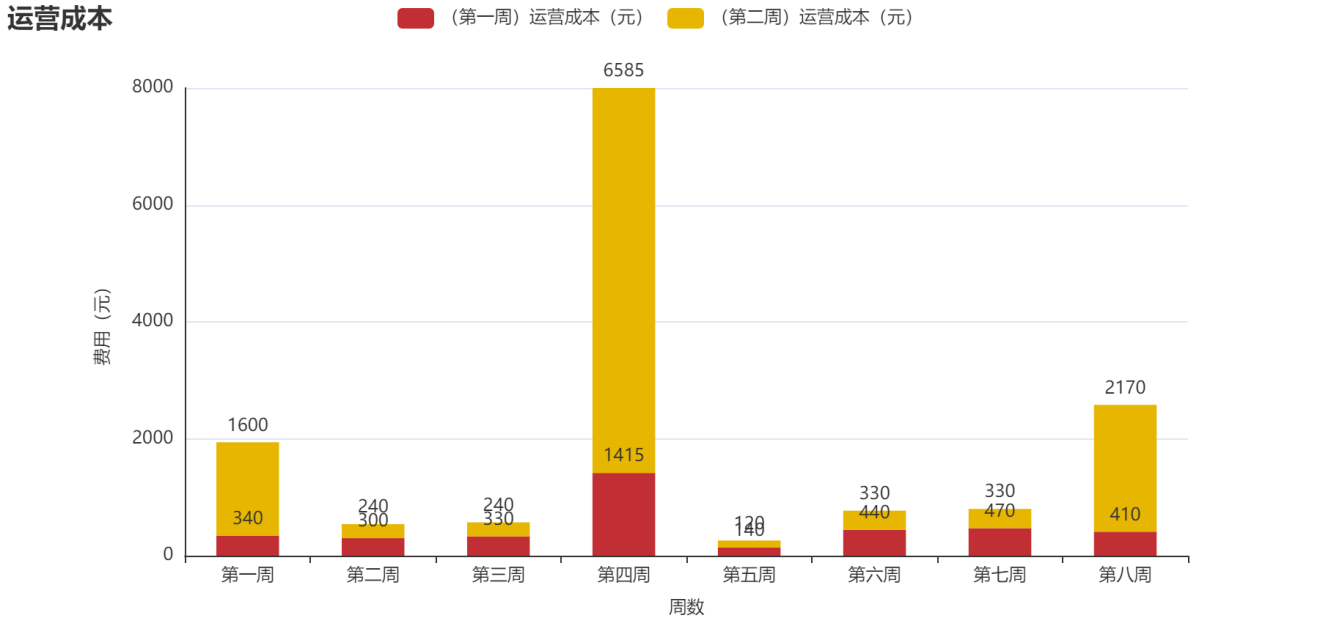 运营成本
（第一周）运营成本（元）
（第二周）运营成本（元）
费用（元）
8000
6000
4000
2000
0
1600
340
240
300
240
330
6585
1415
120
140
330
440
330
470
2170
410
第一周
第二周
第三周
第四周
第五周
第六周
第七周
第八周
周数